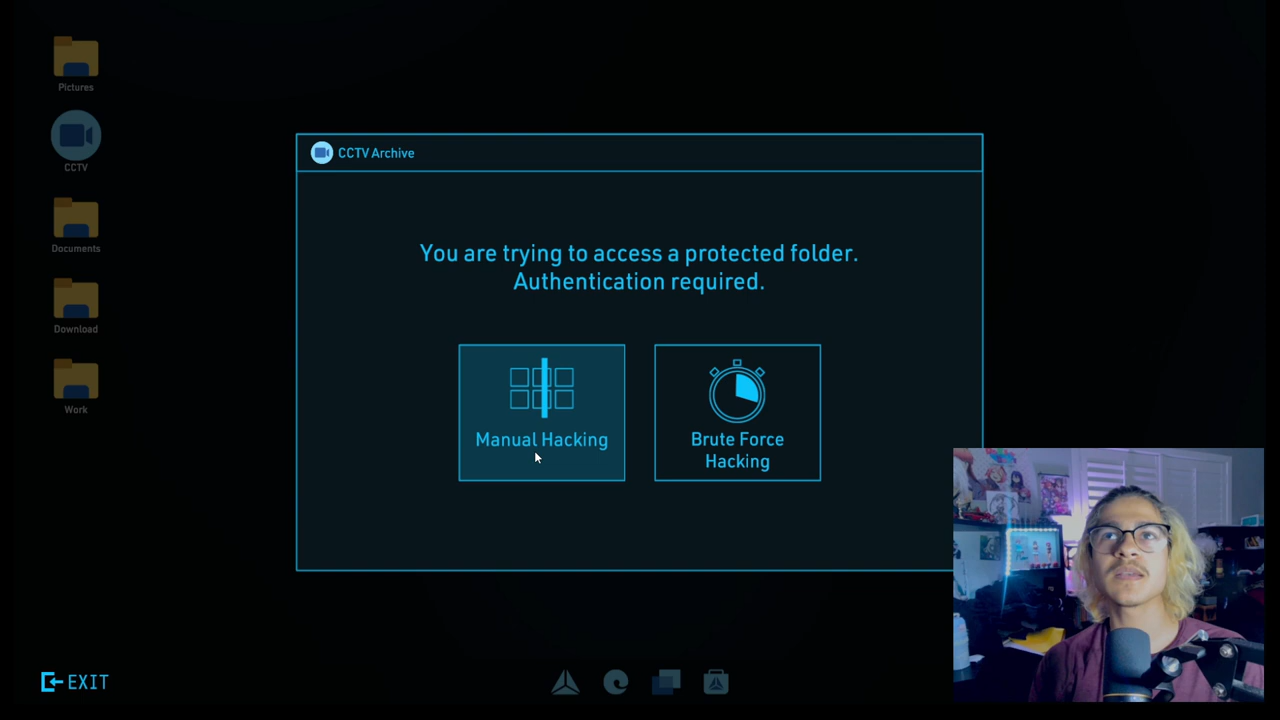 Pictures
CCTV
Documents
Download
Work
CCTV Archive
You are trying to access a protected folder.
Authentication required.
Manual Hacking
Brute Force
Hacking
EXIT